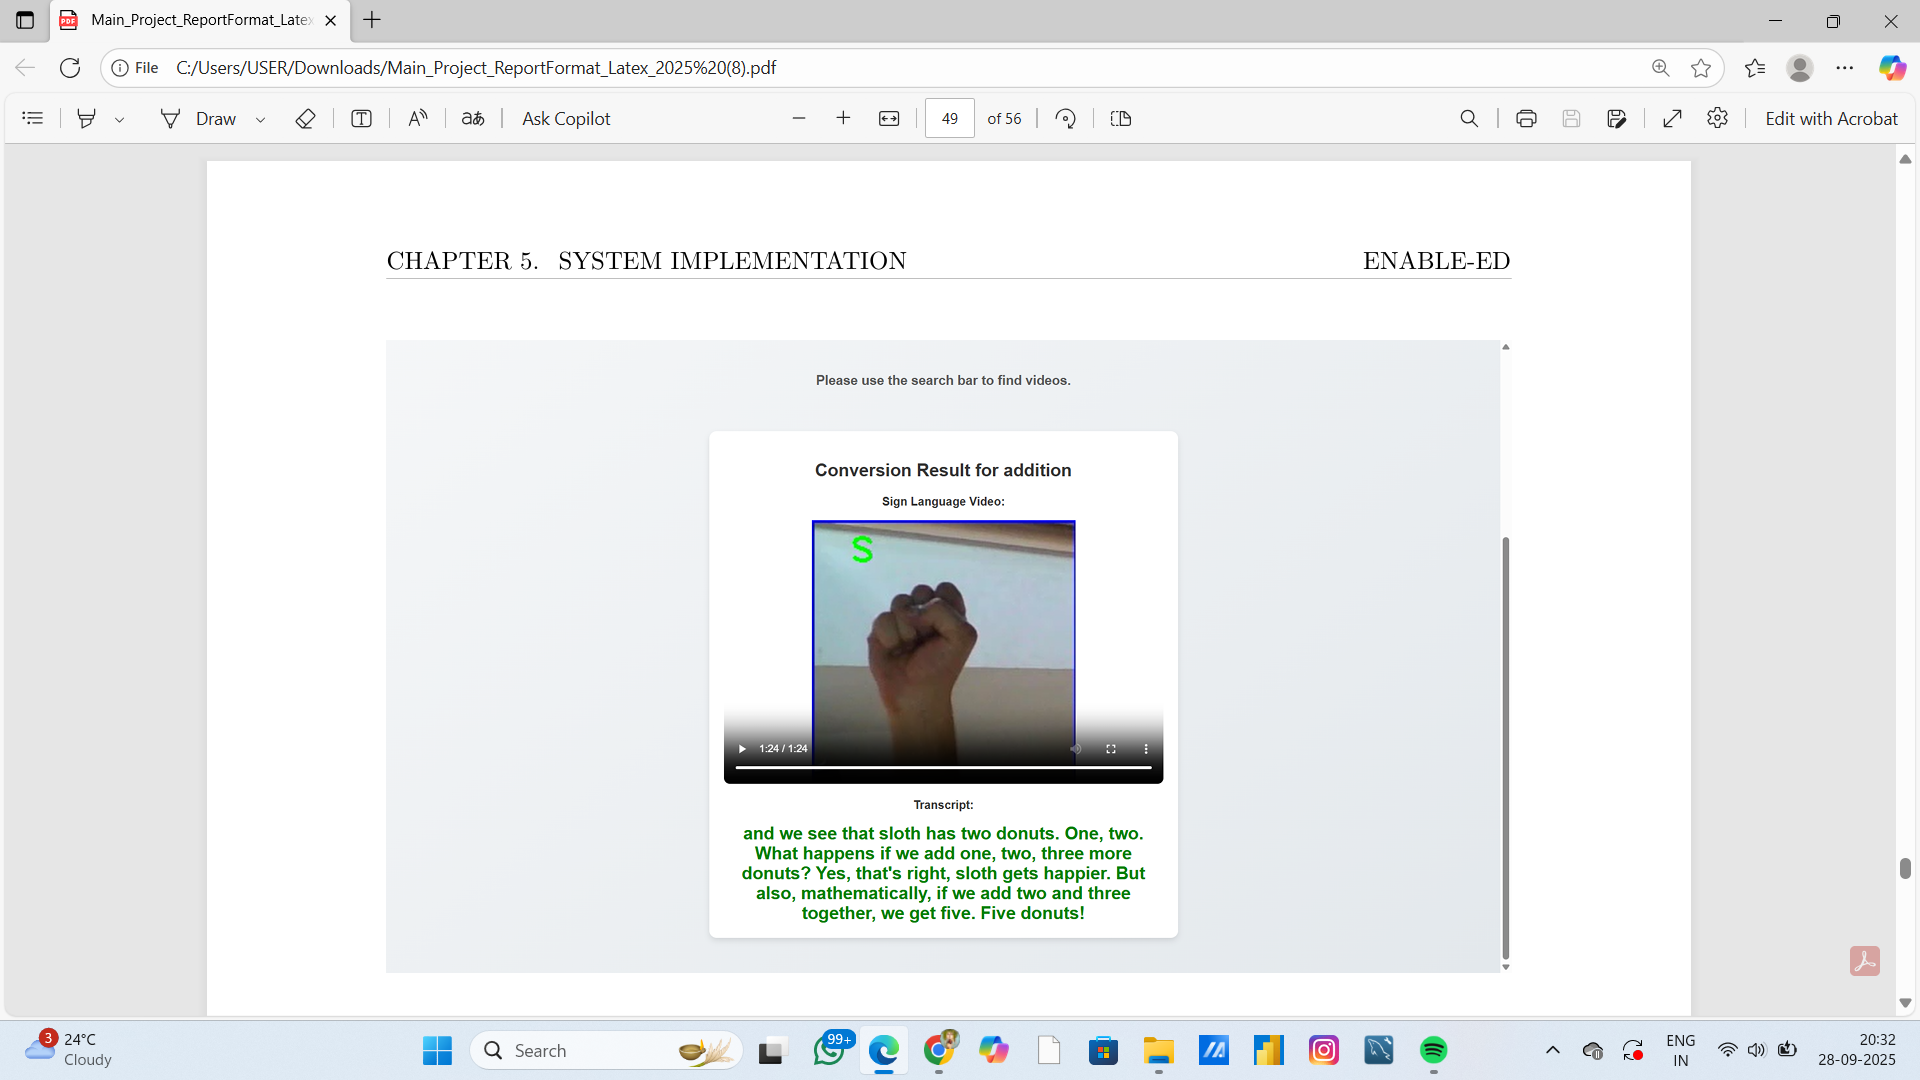 Main_Project_ReportFormat_Late
File C:/Users/USER/Downloads/Main_Project_ReportFormat_Latex_2025%20(8).pdf
Draw
Ask Copilot
49 of 56
Edit with Acrobat
CHAPTER 5. SYSTEM IMPLEMENTATION ENABLE-ED
Please use the search bar to find videos.
Conversion Result for addition
Sign Language Video:
S
1:24 / 1:24
Transcript:
and we see that sloth has two donuts. One, two.
What happens if we add one, two, three more
donuts? Yes, that's right, sloth gets happier. But
also, mathematically, if we add two and three
together, we get five. Five donuts!
3
24°C
Cloudy
Search
99+
ENG
IN
20:32
28-09-2025